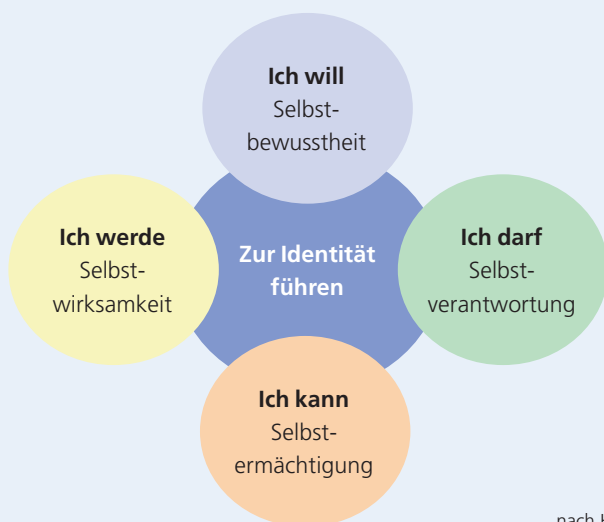 Ich will
Selbst-
bewusstheit
Ich werde
Selbst-
wirksamkeit
Zur Identität
führen
Ich darf
Selbst-
verantwortung
Ich kann
Selbst-
ermächtigung
nach